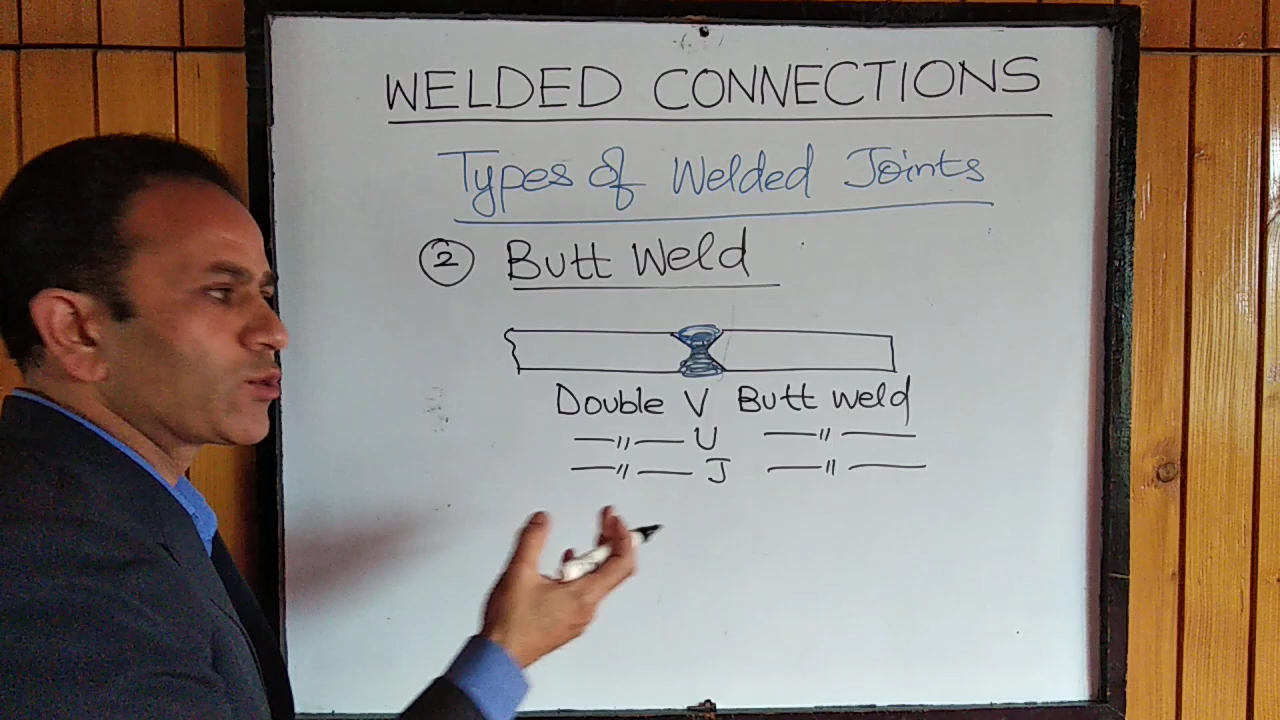 WELDED CONNECTIONS
Types of Welded Joints
② Butt Weld
Double V Butt weld
—〃— U —〃—
—〃— J —〃—